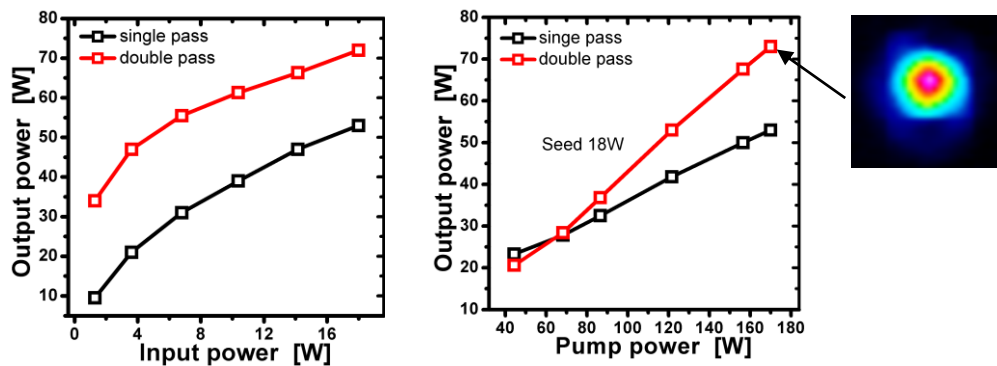 Output power [W]
80
70
60
50
40
30
20
10
single pass
double pass
0 4 8 12 16
Input power [W]
Output power [W]
80
70
60
50
40
30
20
10
singe pass
double pass
Seed 18W
40 60 80 100 120 140 160 180
Pump power [W]